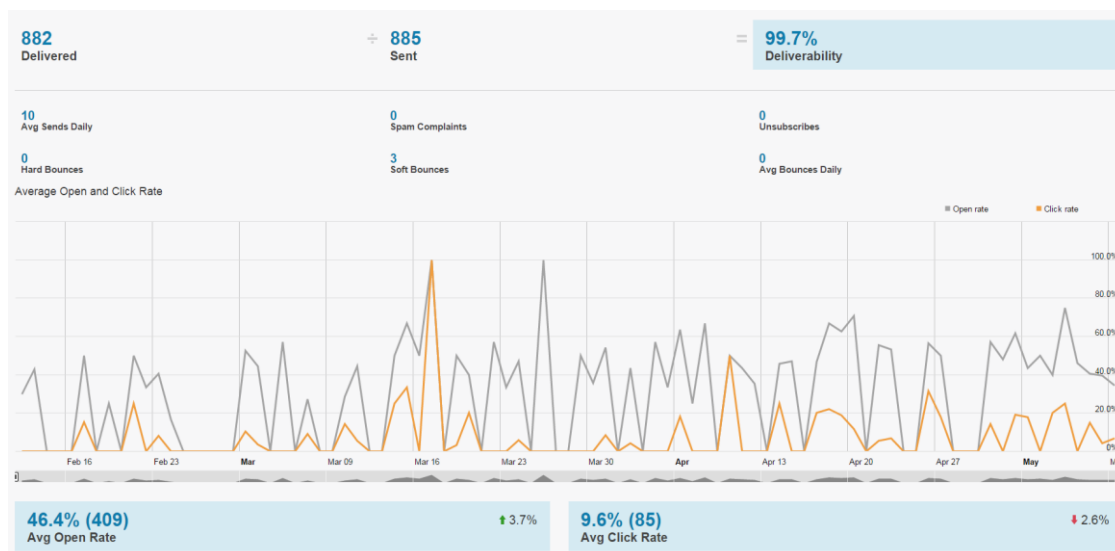 882 ÷ 885 = 99.7%
Delivered Sent Deliverability
10 0 0
Avg Sends Daily Spam Complaints Unsubscribes
0 3 0
Hard Bounces Soft Bounces Avg Bounces Daily
Average Open and Click Rate
Open rate Click rate
100.0%
80.0%
60.0%
40.0%
20.0%
0%
Feb 16 Feb 23 Mar Mar 09 Mar 16 Mar 23 Mar 30 Apr Apr 13 Apr 20 Apr 27 May
46.4% (409) 3.7% 9.6% (85) 2.6%
Avg Open Rate Avg Click Rate